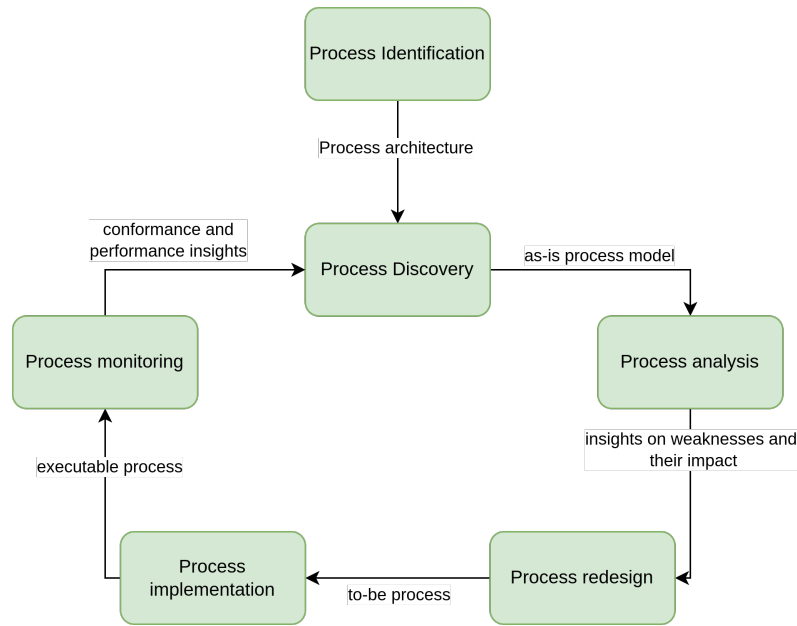 Process Identification
Process architecture
conformance and
performance insights
Process Discovery
as-is process model
Process monitoring
Process analysis
insights on weaknesses and
their impact
executable process
Process
implementation
to-be process
Process redesign